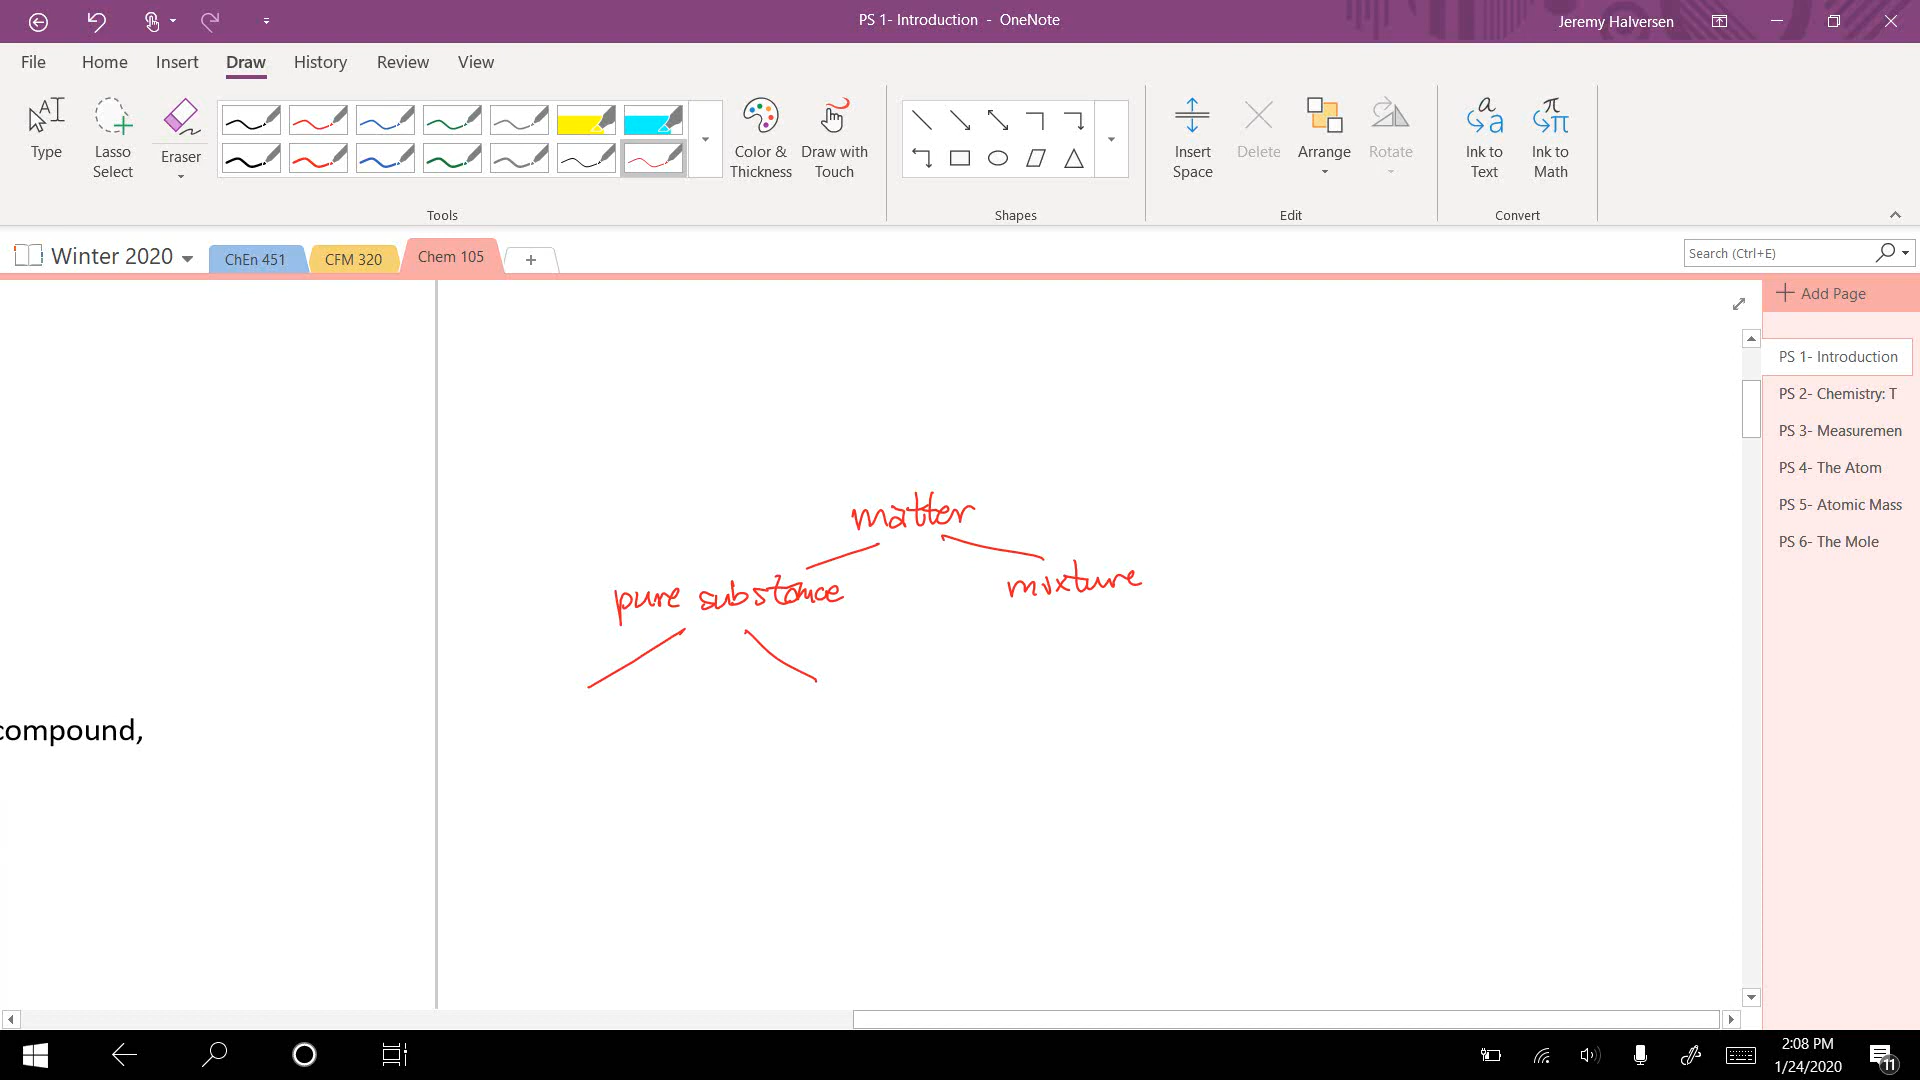 PS 1- Introduction - OneNote
Jeremy Halversen
File Home Insert Draw History Review View
Type
Lasso Select
Eraser
Color & Thickness
Draw with Touch
Insert Space
Delete
Arrange
Rotate
Ink to Text
Ink to Math
Tools
Shapes
Edit
Convert
Winter 2020
ChEn 451
CFM 320
Chem 105
Search (Ctrl+E)
Add Page
PS 1- Introduction
PS 2- Chemistry: T
PS 3- Measuremen
PS 4- The Atom
PS 5- Atomic Mass
PS 6- The Mole
matter
pure substance
mixture
compound,
2:08 PM
1/24/2020
11